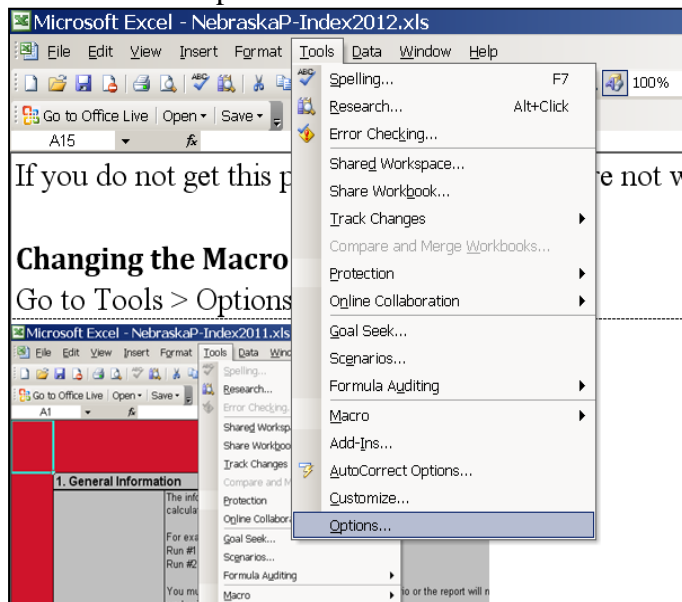 Microsoft Excel - NebraskaP-Index2012.xls
File Edit View Insert Format Tools Data Window Help
100%
Go to Office Live Open Save
A15 fx
Spelling... F7
Research... Alt+Click
Error Checking...
Shared Workspace...
Share Workbook...
Track Changes
Compare and Merge Workbooks...
Protection
Online Collaboration
Goal Seek...
Scenarios...
Formula Auditing
Macro
Add-Ins...
AutoCorrect Options...
Customize...
Options...
If you do not get this re not
Changing the Macro
Go to Tools > Options
Microsoft Excel - NebraskaP-Index2011.xls
File Edit View Insert Format Tools Data
Go to Office Live Open Save
A1 fx
Spelling...
Research...
Error Checking
Shared
Share
Track Changes
Compare and
Protection
Online
Goal Seek...
Scenarios...
Formula Auditing
Macro
1. General Information
The
For
Run #1
Run #2
You io or the report will